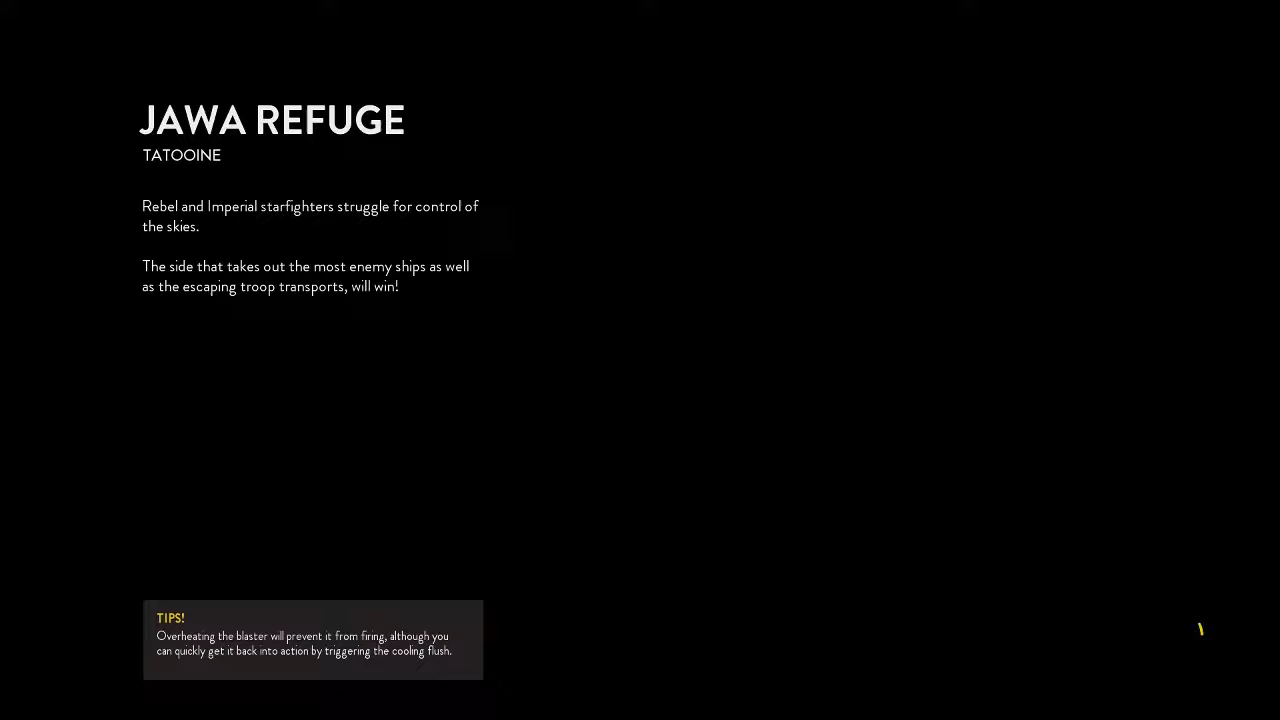 JAWA REFUGE
TATOOINE
Rebel and Imperial starfighters struggle for control of
the skies.
The side that takes out the most enemy ships as well
as the escaping troop transports, will win!
TIPS!
Overheating the blaster will prevent it from firing, although you
can quickly get it back into action by triggering the cooling flush.